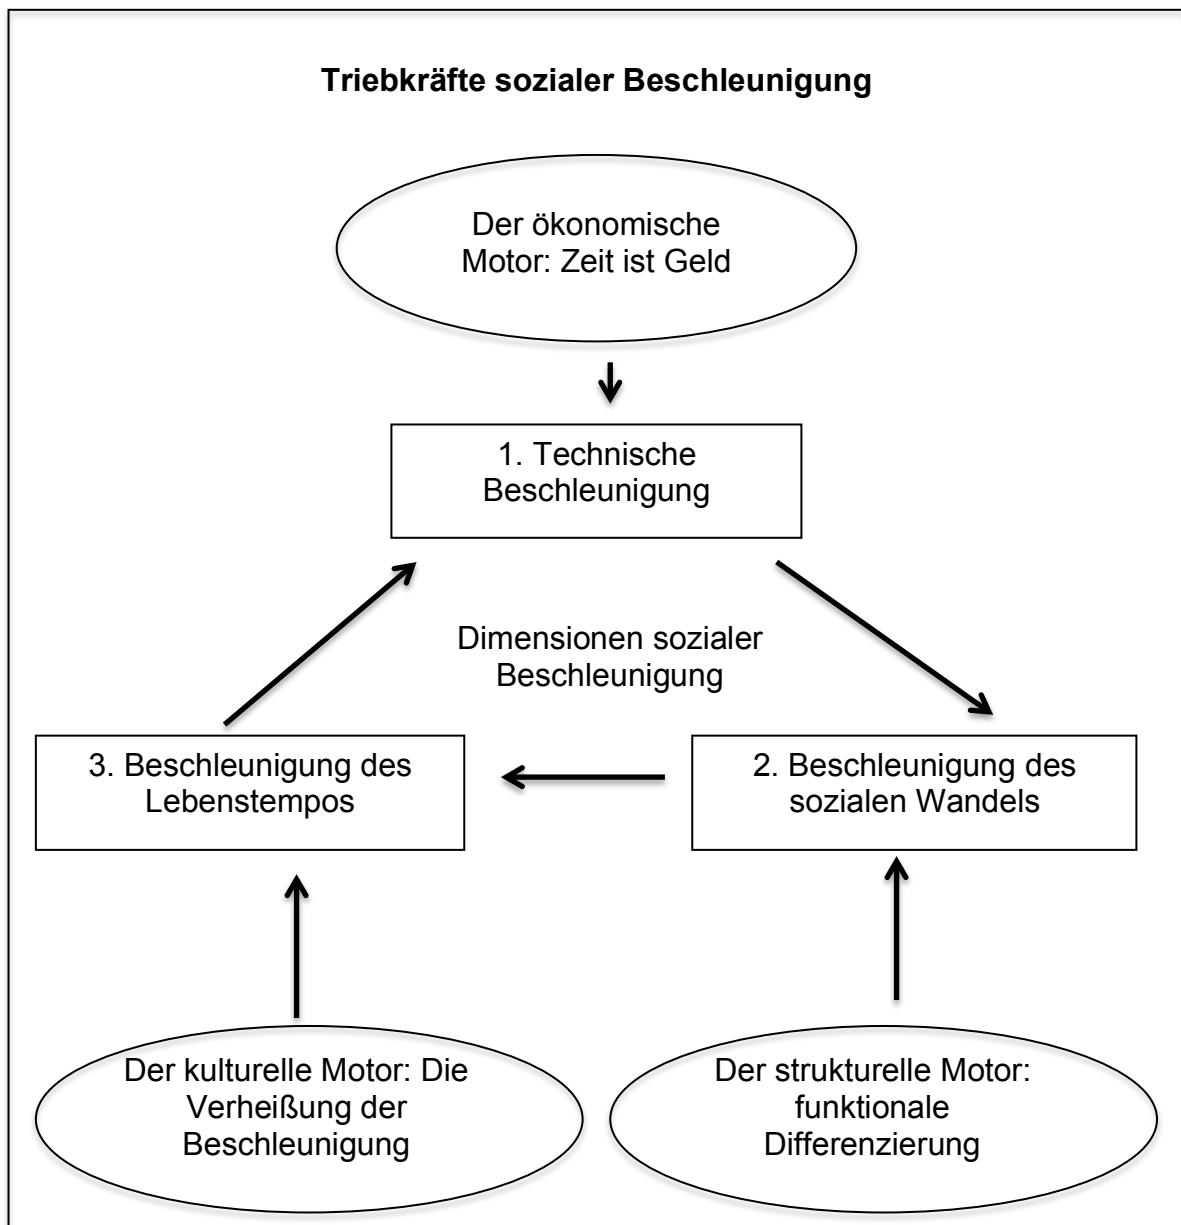 Triebkräfte sozialer Beschleunigung
Der ökonomische
Motor: Zeit ist Geld
1. Technische
Beschleunigung
Dimensionen sozialer
Beschleunigung
3. Beschleunigung des
Lebenstempos
2. Beschleunigung des
sozialen Wandels
Der kulturelle Motor: Die
Verheißung der
Beschleunigung
Der strukturelle Motor:
funktionale
Differenzierung